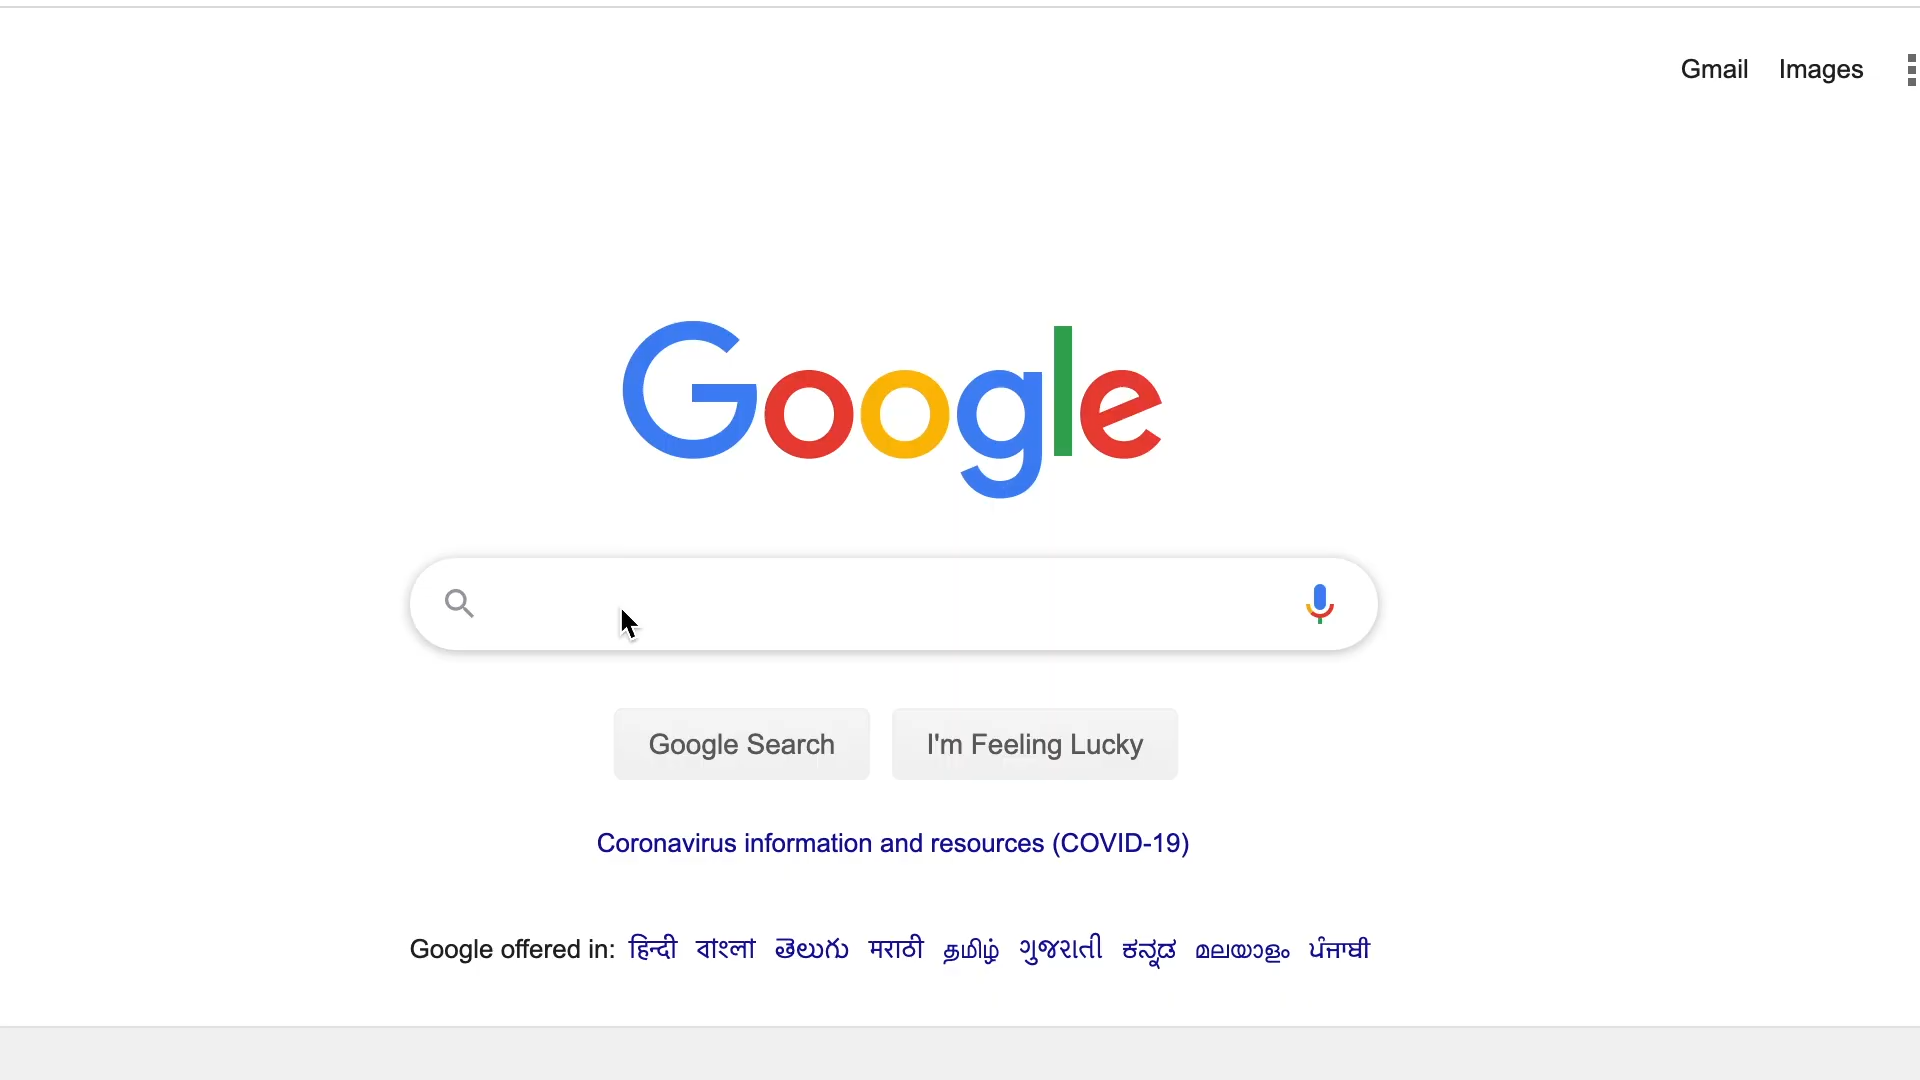 Gmail Images
Google
Google Search I'm Feeling Lucky
Coronavirus information and resources (COVID-19)
Google offered in: हिन्दी বাংলা తెలుగు मराठी தமிழ் ગુજરાતી ಕನ್ನಡ മലയാളം ਪੰਜਾਬੀ